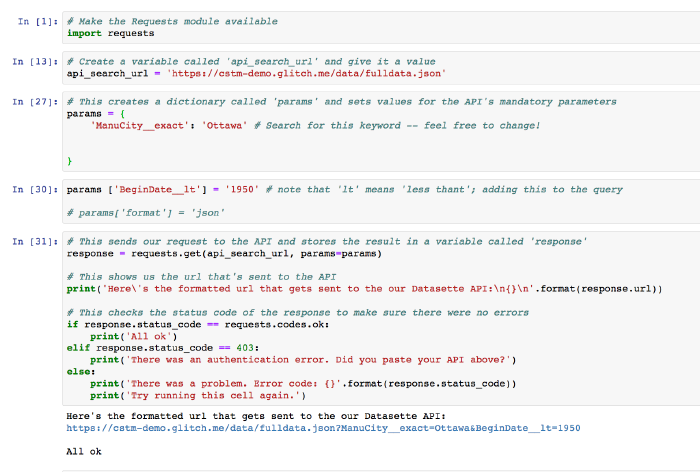 In [1]: # Make the Requests module available
import requests
In [13]: # Create a variable called 'api_search_url' and give it a value
api_search_url = 'https://cstm-demo.glitch.me/data/fulldata.json'
In [27]: # This creates a dictionary called 'params' and sets values for the API's mandatory parameters
params = {
'ManuCity__exact': 'Ottawa' # Search for this keyword -- feel free to change!
}
In [30]: params ['BeginDate__lt'] = '1950' # note that 'lt' means 'less thant'; adding this to the query
# params['format'] = 'json'
In [31]: # This sends our request to the API and stores the result in a variable called 'response'
response = requests.get(api_search_url, params=params)
# This shows us the url that's sent to the API
print('Here\'s the formatted url that gets sent to the our Datasette API:\n{}\n'.format(response.url))
# This checks the status code of the response to make sure there were no errors
if response.status_code == requests.codes.ok:
print('All ok')
elif response.status_code == 403:
print('There was an authentication error. Did you paste your API above?')
else:
print('There was a problem. Error code: {}'.format(response.status_code))
print('Try running this cell again.')
Here's the formatted url that gets sent to the our Datasette API:
https://cstm-demo.glitch.me/data/fulldata.json?ManuCity__exact=Ottawa&BeginDate__lt=1950
All ok